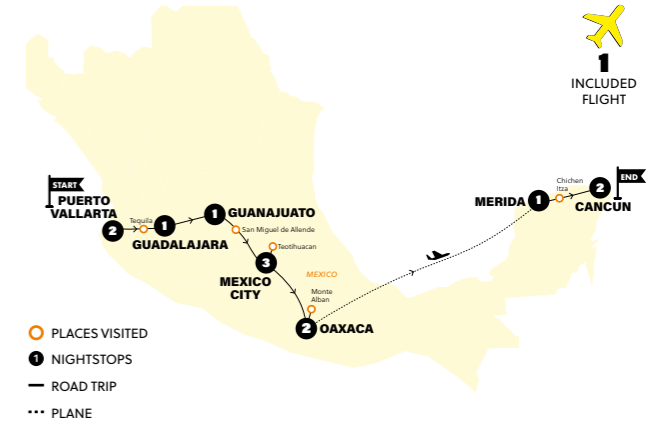 1
INCLUDED
FLIGHT
START
PUERTO
VALLARTA
2
Tequila
1
GUADALAJARA
1
GUANAJUATO
San Miguel de Allende
Teotihuacan
3
MEXICO
CITY
MEXICO
Monte
Alban
2
OAXACA
MERIDA
1
Chichen
Itza
2
CANCUN
END
PLACES VISITED
1
NIGHTSTOPS
ROAD TRIP
PLANE